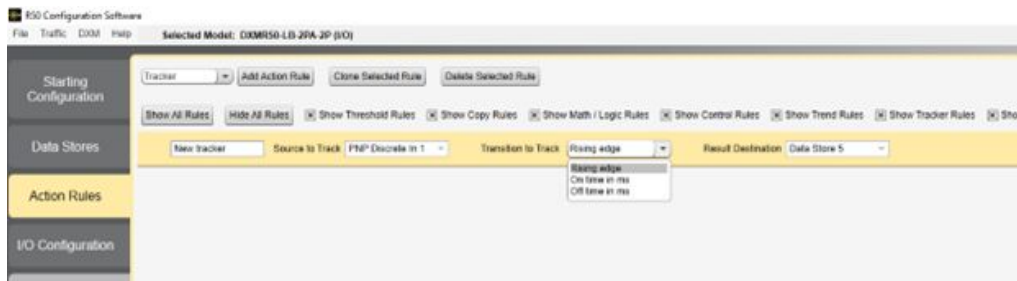 R50 Configuration Software
File Traffic DXM Help Selected Model: DXMR50-LB-2PA-2P (I/O)
Starting
Configuration
Tracker Add Action Rule Clone Selected Rule Delete Selected Rule
Show All Rules Hide All Rules Show Threshold Rules Show Copy Rules Show Math / Logic Rules Show Control Rules Show Trend Rules Show Tracker Rules Sho
Data Stores
New tracker Source to Track PNP Discrete In 1 Transition to Track Rising edge Result Destination Data Store 5
Rising edge
On time in ms
Off time in ms
Action Rules
I/O Configuration